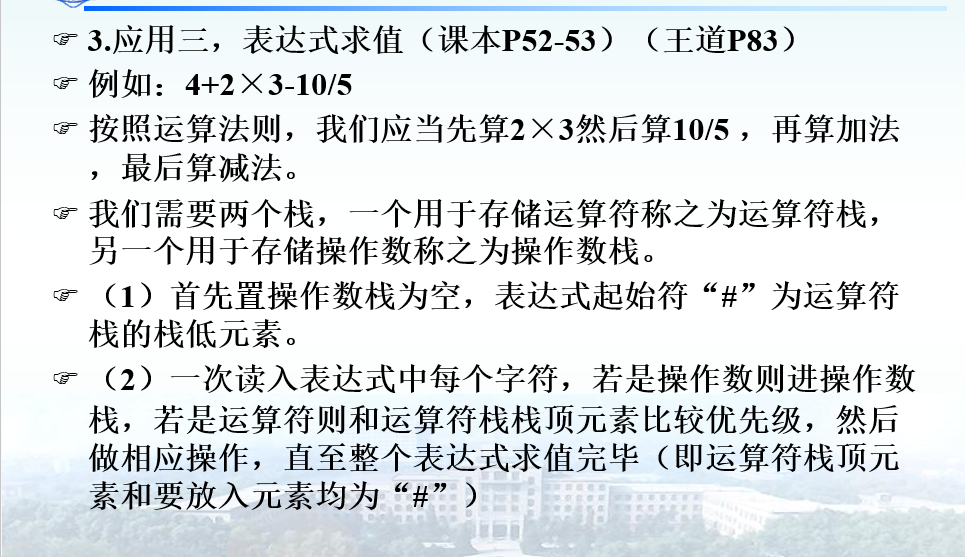 ☞ 3.应用三，表达式求值（课本P52-53）（王道P83）
☞ 例如：4+2×3-10/5
☞ 按照运算法则，我们应当先算2×3然后算10/5 ，再算加法
，最后算减法。
☞ 我们需要两个栈，一个用于存储运算符称之为运算符栈，
另一个用于存储操作数称之为操作数栈。
☞ （1）首先置操作数栈为空，表达式起始符“#”为运算符
栈的栈低元素。
☞ （2）一次读入表达式中每个字符，若是操作数则进操作数
栈，若是运算符则和运算符栈栈顶元素比较优先级，然后
做相应操作，直至整个表达式求值完毕（即运算符栈顶元
素和要放入元素均为“#”）